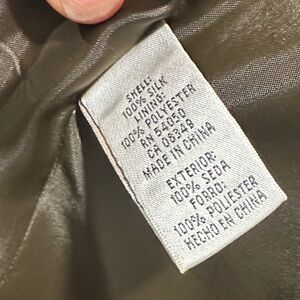 SHELL:
100% SILK
LINING:
100% POLYESTER
RN 54050
CA 08349
MADE IN CHINA
EXTERIOR:
100% SEDA
FORRO:
100% POLIESTER
HECHO EN CHINA